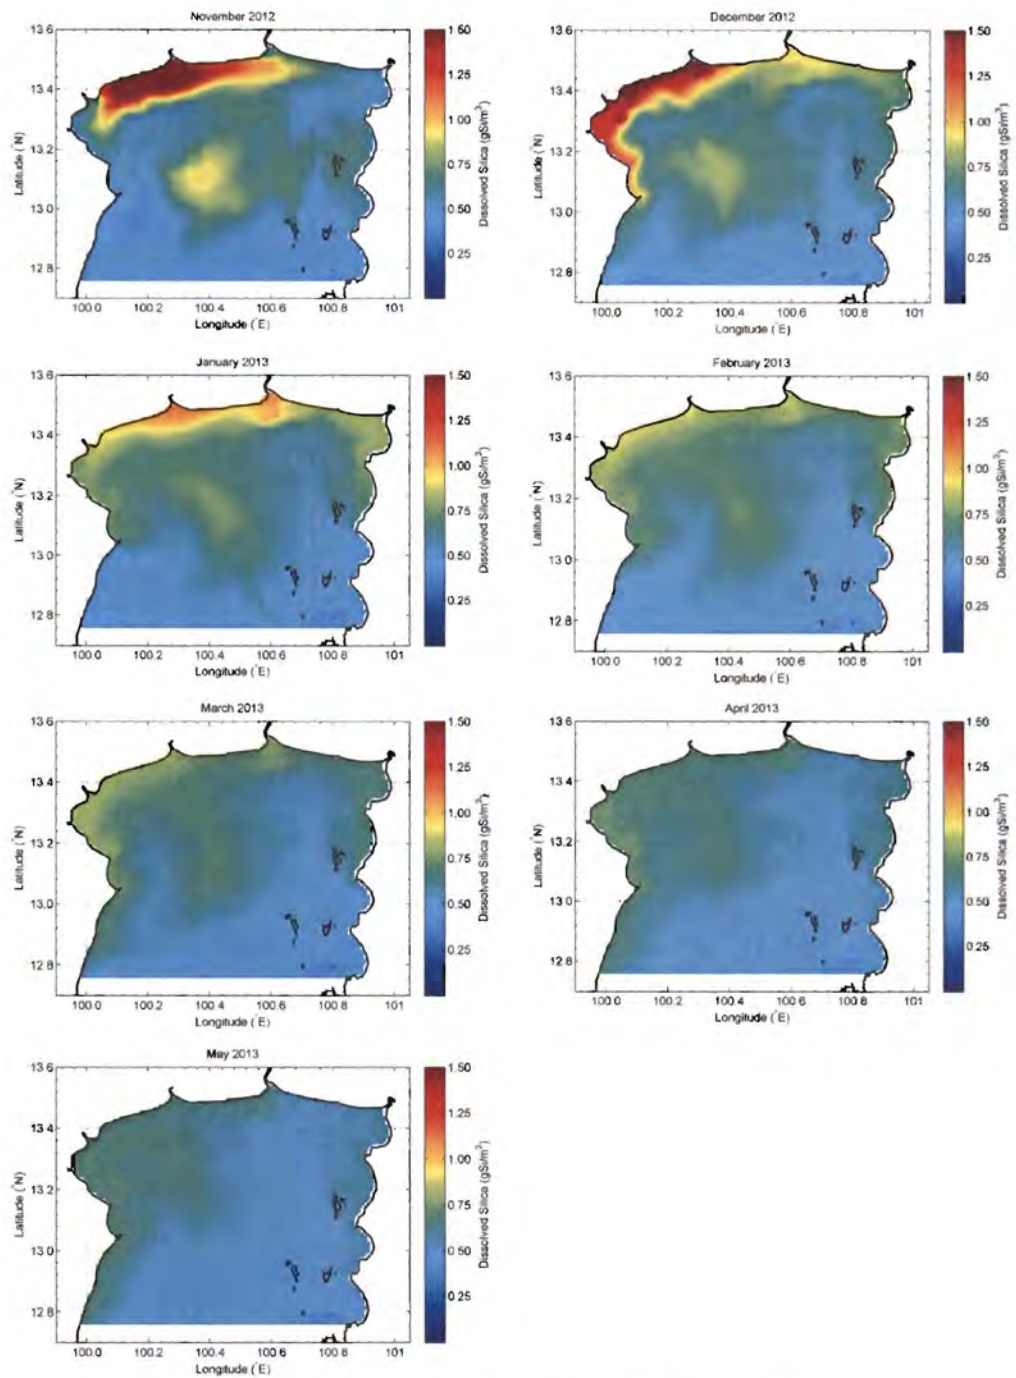 November 2012
13.6
13.4
13.2
13.0
12.8
Latitude (°N)
100.0 100.2 100.4 100.6 100.8 101
Longitude (°E)
1.50
1.25
1.00
0.75
0.50
0.25
Dissolved Silica (gSi/m³)
December 2012
13.6
13.4
13.2
13.0
12.8
Latitude (°N)
100.0 100.2 100.4 100.6 100.8 101
Longitude (°E)
1.50
1.25
1.00
0.75
0.50
0.25
Dissolved Silica (gSi/m³)
January 2013
13.6
13.4
13.2
13.0
12.8
Latitude (°N)
100.0 100.2 100.4 100.6 100.8 101
Longitude (°E)
1.50
1.25
1.00
0.75
0.50
0.25
Dissolved Silica (gSi/m³)
February 2013
13.6
13.4
13.2
13.0
12.8
Latitude (°N)
100.0 100.2 100.4 100.6 100.8 101
Longitude (°E)
1.50
1.25
1.00
0.75
0.50
0.25
Dissolved Silica (gSi/m³)
March 2013
13.6
13.4
13.2
13.0
12.8
Latitude (°N)
100.0 100.2 100.4 100.6 100.8 101
Longitude (°E)
1.50
1.25
1.00
0.75
0.50
0.25
Dissolved Silica (gSi/m³)
April 2013
13.6
13.4
13.2
13.0
12.8
Latitude (°N)
100.0 100.2 100.4 100.6 100.8 101
Longitude (°E)
1.50
1.25
1.00
0.75
0.50
0.25
Dissolved Silica (gSi/m³)
May 2013
13.6
13.4
13.2
13.0
12.8
Latitude (°N)
100.0 100.2 100.4 100.6 100.8 101
Longitude (°E)
1.50
1.25
1.00
0.75
0.50
0.25
Dissolved Silica (gSi/m³)